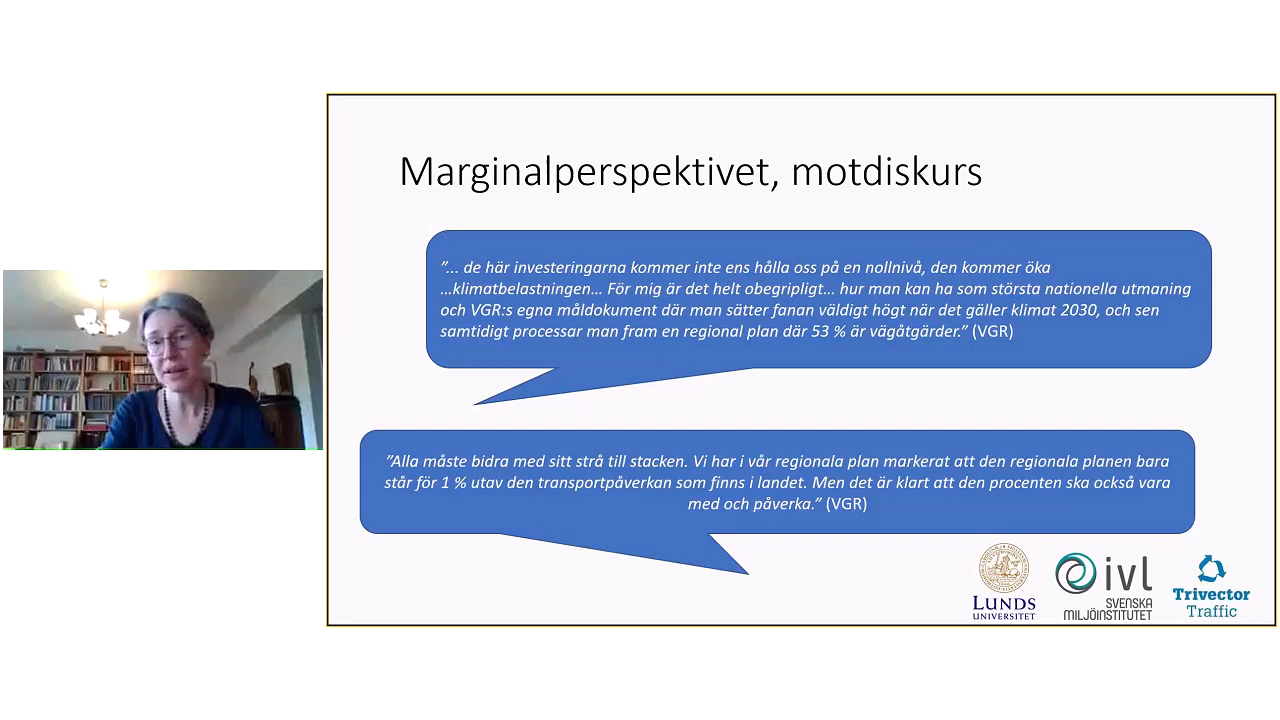 Marginalperspektivet, motdiskurs
”... de här investeringarna kommer inte ens hålla oss på en nollnivå, den kommer öka
…klimatbelastningen… För mig är det helt obegripligt… hur man kan ha som största nationella utmaning
och VGR:s egna måldokument där man sätter fanan väldigt högt när det gäller klimat 2030, och sen
samtidigt processar man fram en regional plan där 53 % är vägåtgärder.” (VGR)
”Alla måste bidra med sitt strå till stacken. Vi har i vår regionala plan markerat att den regionala planen bara
står för 1 % utav den transportpåverkan som finns i landet. Men det är klart att den procenten ska också vara
med och påverka.” (VGR)
LUNDS
UNIVERSITET
ivl
SVENSKA
MILJÖINSTITUTET
Trivector
Traffic